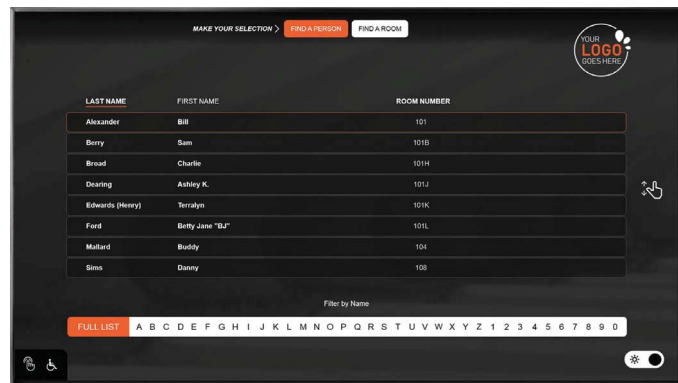 MAKE YOUR SELECTION > FIND A PERSON FIND A ROOM
YOUR
LOGO
GOES HERE
LAST NAME FIRST NAME ROOM NUMBER
Alexander Bill 101
Berry Sam 101B
Broad Charlie 101H
Dearing Ashley K. 101J
Edwards (Henry) Terralyn 101K
Ford Betty Jane "BJ" 101L
Mallard Buddy 104
Sims Danny 108
Filter by Name
FULL LIST A B C D E F G H I J K L M N O P Q R S T U V W X Y Z 1 2 3 4 5 6 7 8 9 0